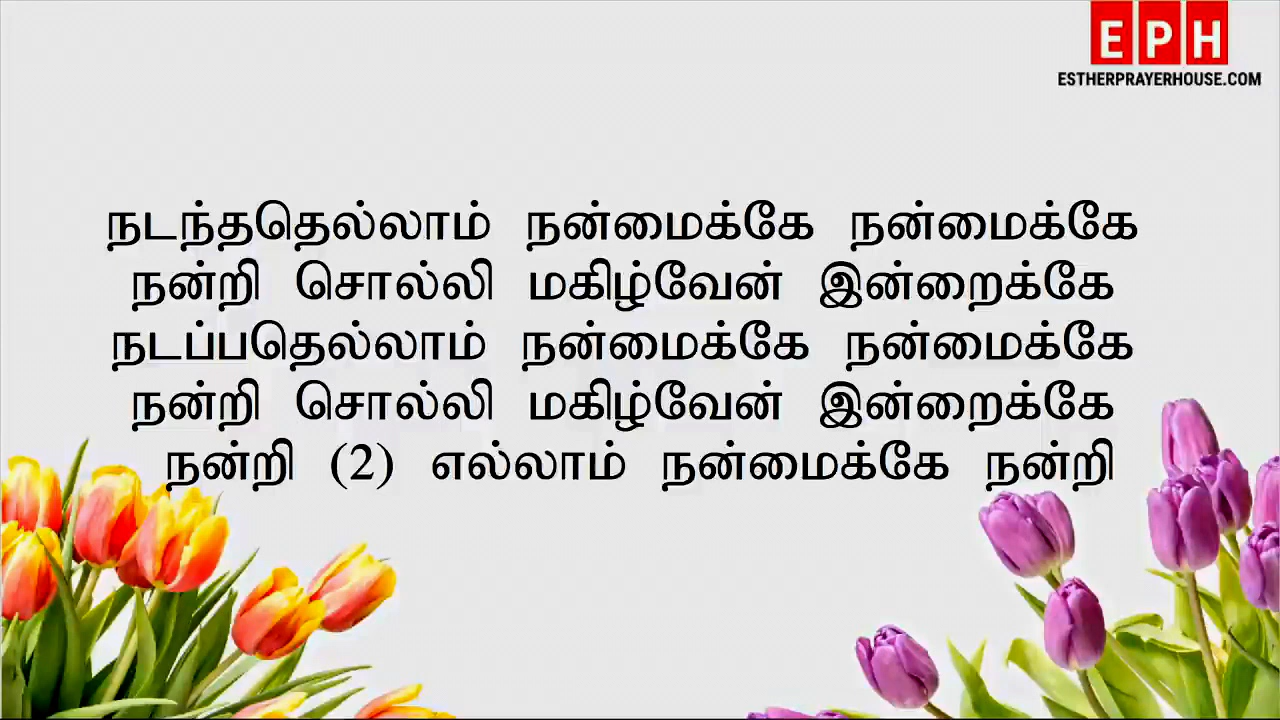 EPH
ESTHERPRAYERHOUSE.COM
நடந்ததெல்லாம் நன்மைக்கே நன்மைக்கே
நன்றி சொல்லி மகிழ்வேன் இன்றைக்கே
நடப்பதெல்லாம் நன்மைக்கே நன்மைக்கே
நன்றி சொல்லி மகிழ்வேன் இன்றைக்கே
நன்றி (2) எல்லாம் நன்மைக்கே நன்றி